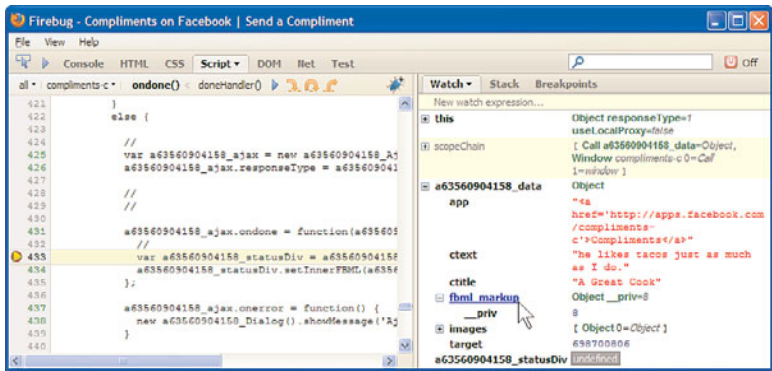 Firebug - Compliments on Facebook | Send a Compliment
File View Help
Console HTML CSS Script DOM Net Test Off
all compliments-c ondone() < doneHandler() Watch Stack Breakpoints
New watch expression...
421 }
422 else {
423
424 //
425 var a63560904158_ajax = new a63560904158_Aj
426 a63560904158_ajax.responseType = a635609041
427
428 //
429 //
430
431 a63560904158_ajax.ondone = function(a635609
432 //
433 var a63560904158_statusDiv = a63560904158
434 a63560904158_statusDiv.setInnerFBML(a6356
435 };
436
437 a63560904158_ajax.onerror = function() {
438 new a63560904158_Dialog().showMessage('Aj
439 }
440
this Object responseType=1
useLocalProxy=false
scopeChain [ Call a63560904158_data=Object,
Window compliments-c 0=Call
1=window ]
a63560904158_data Object
app "<a
href='http://apps.facebook.com
/compliments-
c'>Compliments</a>"
ctext "he likes tacos just as much
as I do."
ctitle "A Great Cook"
fbml_markup Object __priv=8
__priv 8
images [ Object 0=Object ]
target 698700806
a63560904158_statusDiv undefined